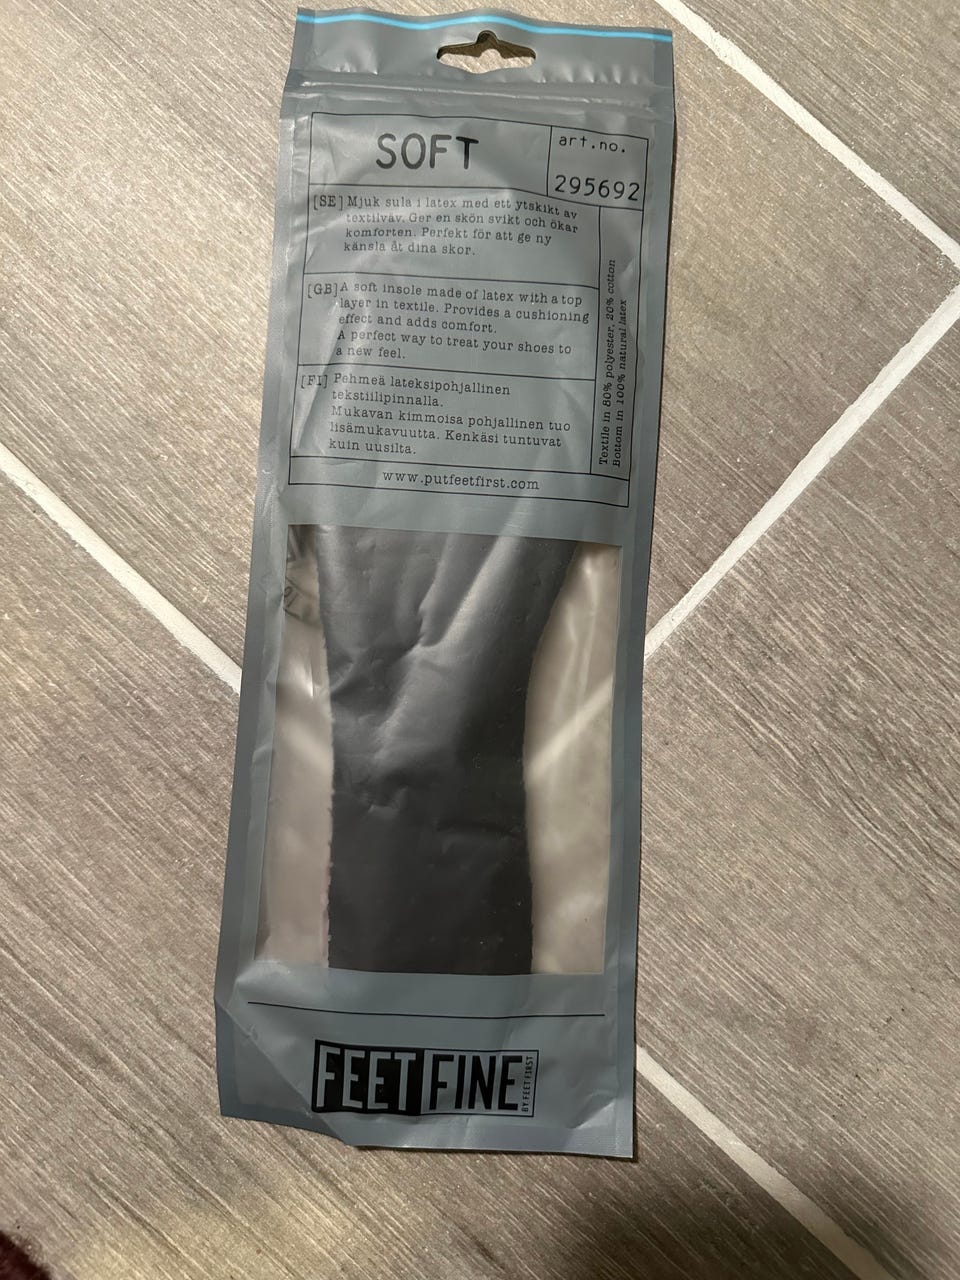 SOFT
art.no.
295692
[SE] Mjuk sula i latex med ett ytskikt av
textilväv. Ger en skön svikt och ökar
komforten. Perfekt för att ge ny
känsla åt dina skor.
[GB] A soft insole made of latex with a top
layer in textile. Provides a cushioning
effect and adds comfort.
A perfect way to treat your shoes to
a new feel.
[FI] Pehmeä lateksipohjallinen
tekstiilipinnalla.
Mukavan kimmoisa pohjallinen tuo
lisämukavuutta. Kenkäsi tuntuvat
kuin uusilta.
Textile in 80% polyester, 20% cotton
Bottom in 100% natural latex
www.putfeetfirst.com
FEET FINE
BY FEET FIRST